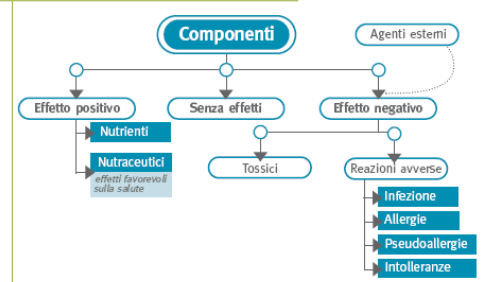 Componenti
Agenti esterni
Effetto positivo
Senza effetti
Effetto negativo
Nutrienti
Nutraceutici
effetti favorevoli
sulla salute
Tossici
Reazioni avverse
Infezione
Allergie
Pseudoallergie
Intolleranze